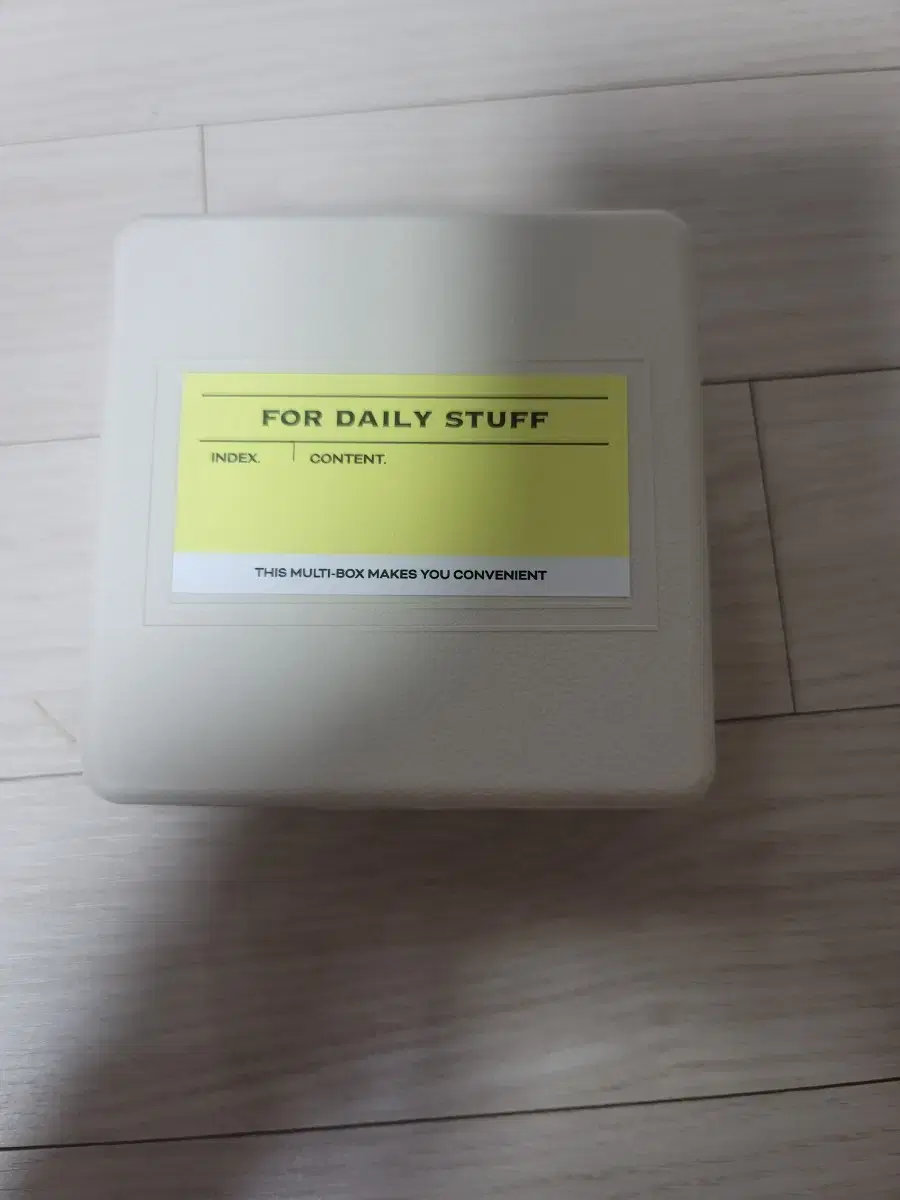 FOR DAILY STUFF
INDEX. CONTENT.
THIS MULTI-BOX MAKES YOU CONVENIENT